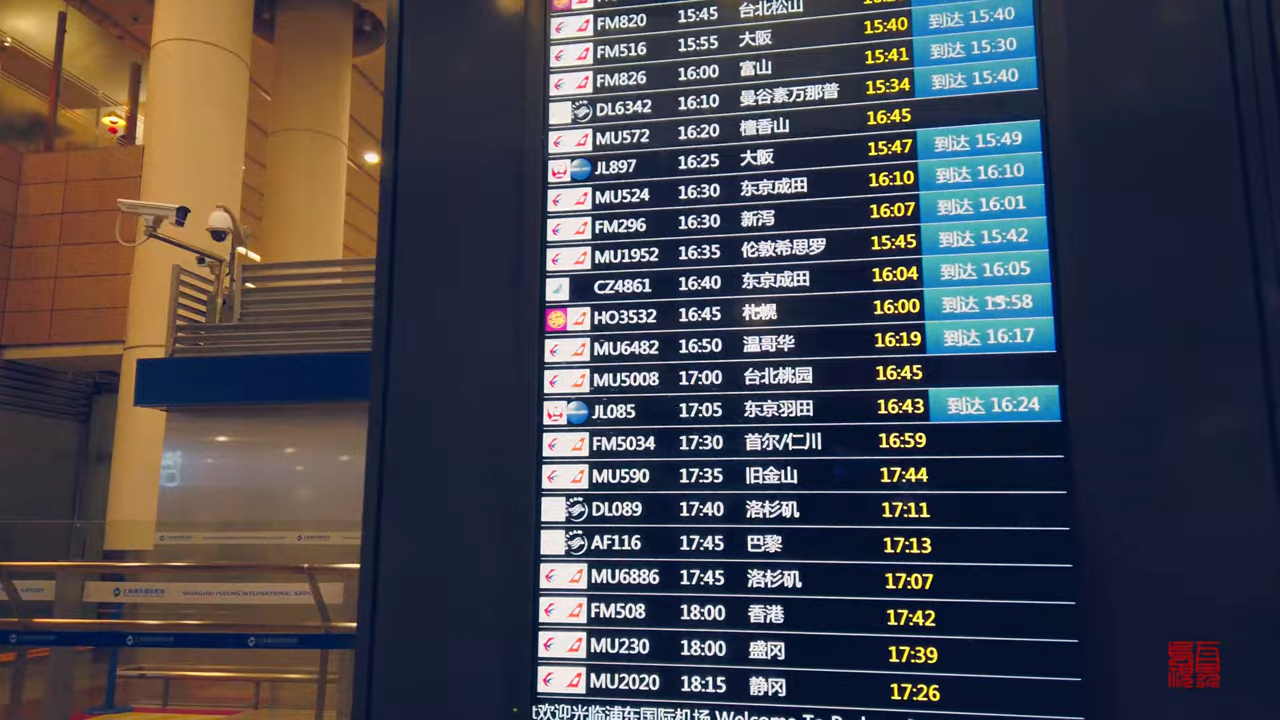 FM820 15:45 台北松山
FM516 15:55 大阪 15:40 到达 15:40
FM826 16:00 富山 15:41 到达 15:30
DL6342 16:10 曼谷素万那普 15:34 到达 15:40
MU572 16:20 檀香山 16:45
JL897 16:25 大阪 15:47 到达 15:49
MU524 16:30 东京成田 16:10 到达 16:10
FM296 16:30 新泻 16:07 到达 16:01
MU1952 16:35 伦敦希思罗 15:45 到达 15:42
CZ4861 16:40 东京成田 16:04 到达 16:05
HO3532 16:45 札幌 16:00 到达 15:58
MU6482 16:50 温哥华 16:19 到达 16:17
MU5008 17:00 台北桃园 16:45
JL085 17:05 东京羽田 16:43 到达 16:24
FM5034 17:30 首尔/仁川 16:59
MU590 17:35 旧金山 17:44
DL089 17:40 洛杉矶 17:11
AF116 17:45 巴黎 17:13
MU6886 17:45 洛杉矶 17:07
FM508 18:00 香港 17:42
MU230 18:00 盛冈 17:39
MU2020 18:15 静冈 17:26
欢迎光临浦东国际机场 Welcome To
SHANGHAI PUDONG INTERNATIONAL AIRPORT